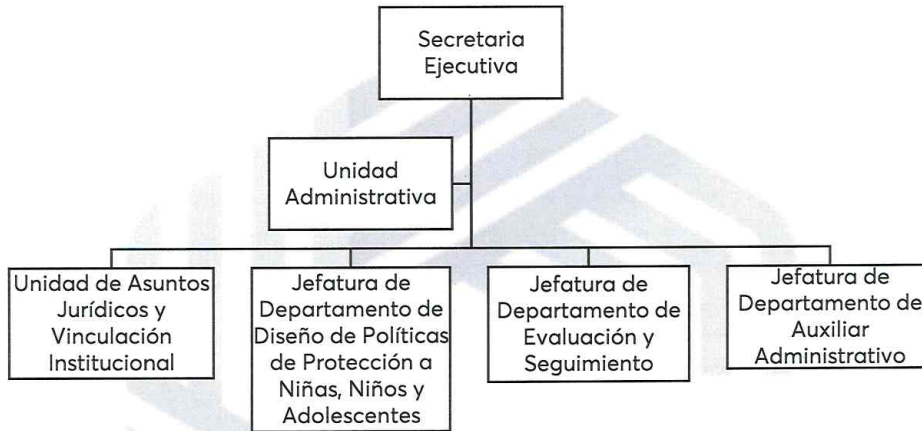 Secretaria
Ejecutiva
Unidad
Administrativa
Unidad de Asuntos
Jurídicos y
Vinculación
Institucional
Jefatura de
Departamento de
Diseño de Políticas
de Protección a
Niñas, Niños y
Adolescentes
Jefatura de
Departamento de
Evaluación y
Seguimiento
Jefatura de
Departamento de
Auxiliar
Administrativo